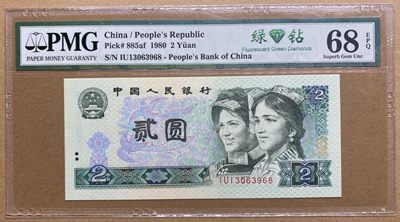 PMG
PAPER MONEY GUARANTY
China / People's Republic
Pick# 885af 1980 2 Yüan
S/N IU13063968 - People's Bank of China
绿 钻
Fluorescent Green Diamonds
68 EPQ
Superb Gem Unc
中国人民银行
2
贰圆
2
IU13063968
2